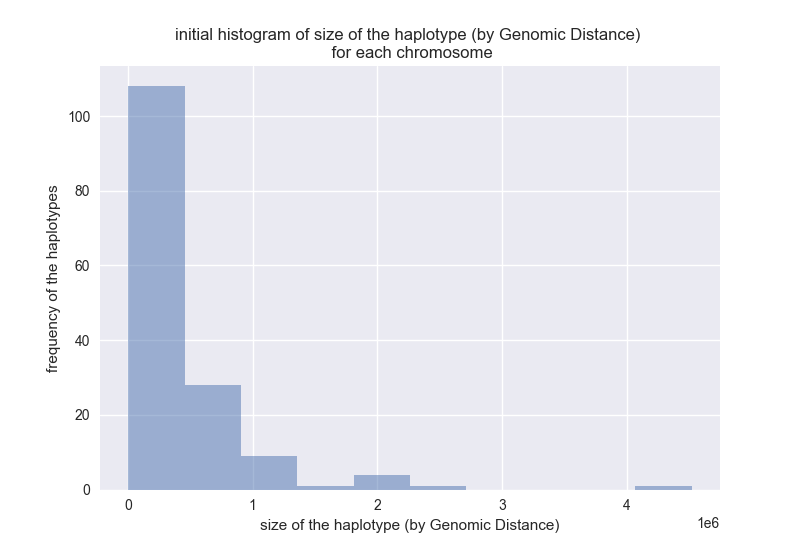 initial histogram of size of the haplotype (by Genomic Distance)
for each chromosome
frequency of the haplotypes
100
80
60
40
20
0
0 1 2 3 4
1e6
size of the haplotype (by Genomic Distance)